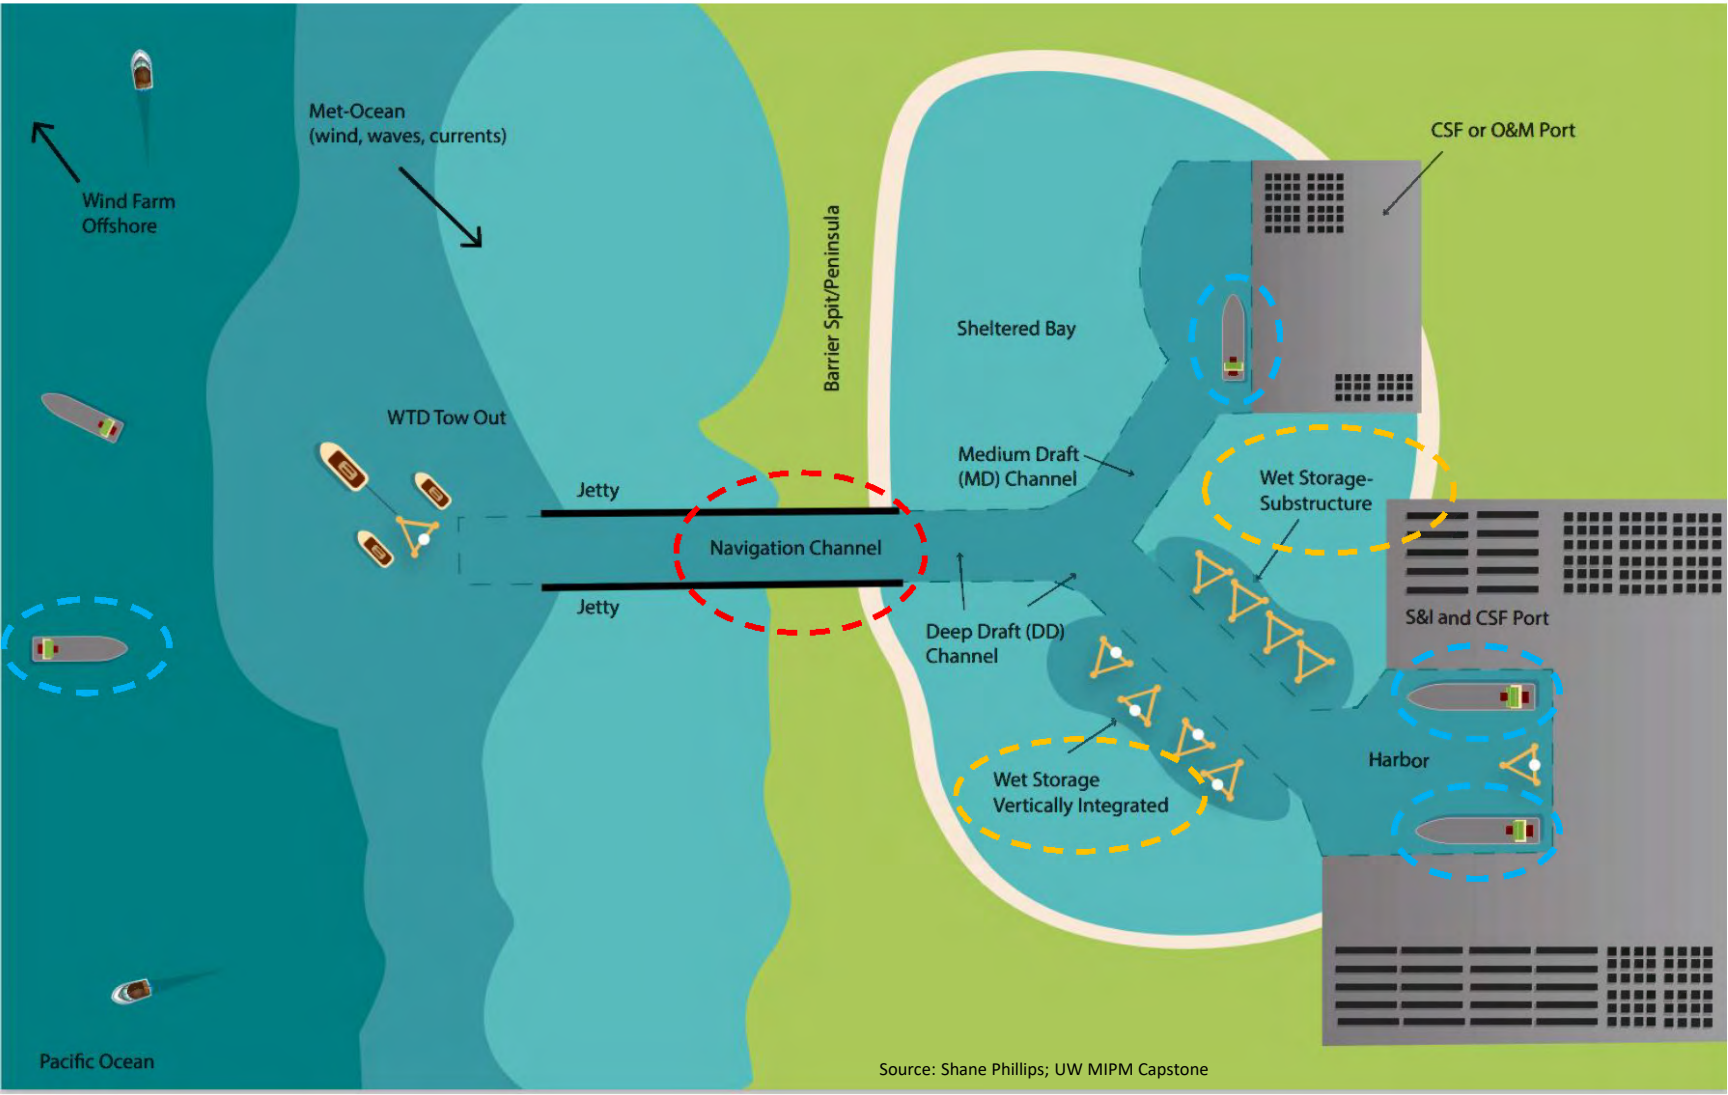 Met-Ocean
(wind, waves, currents)
CSF or O&M Port
Wind Farm
Offshore
Barrier Spit/Peninsula
Sheltered Bay
WTD Tow Out
Medium Draft
(MD) Channel
Wet Storage-
Substructure
Jetty
Navigation Channel
Jetty
Deep Draft (DD)
Channel
S&I and CSF Port
Wet Storage
Vertically Integrated
Harbor
Pacific Ocean
Source: Shane Phillips; UW MIPM Capstone